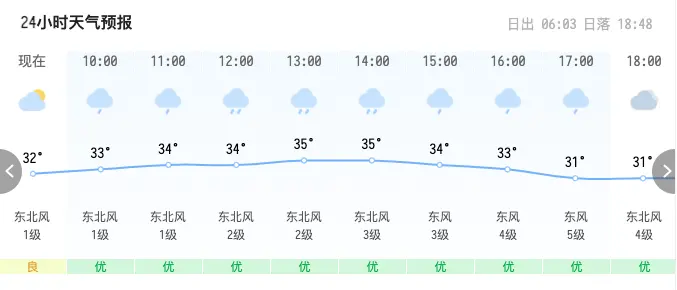 24小时天气预报
日出 06:03 日落 18:48
现在 10:00 11:00 12:00 13:00 14:00 15:00 16:00 17:00 18:00
32° 33° 34° 34° 35° 35° 34° 33° 31° 31°
东北风 东北风 东北风 东北风 东北风 东北风 东风 东风 东风 东北风
1级 1级 1级 2级 2级 3级 3级 4级 5级 4级
良 优 优 优 优 优 优 优 优 优